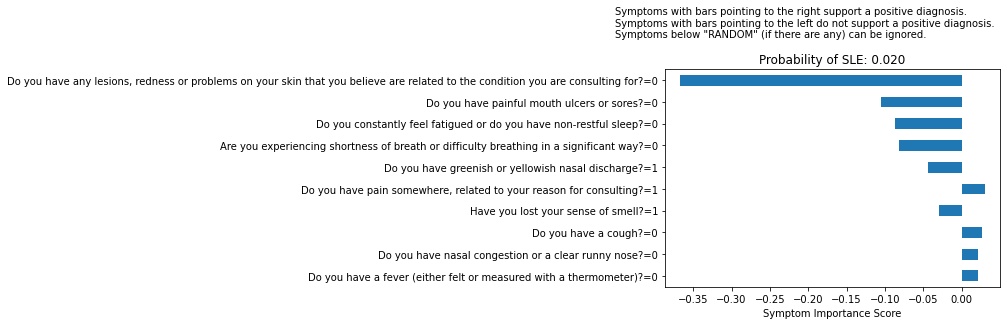 Symptoms with bars pointing to the right support a positive diagnosis.
Symptoms with bars pointing to the left do not support a positive diagnosis.
Symptoms below "RANDOM" (if there are any) can be ignored.
Probability of SLE: 0.020
Do you have any lesions, redness or problems on your skin that you believe are related to the condition you are consulting for?=0
Do you have painful mouth ulcers or sores?=0
Do you constantly feel fatigued or do you have non-restful sleep?=0
Are you experiencing shortness of breath or difficulty breathing in a significant way?=0
Do you have greenish or yellowish nasal discharge?=1
Do you have pain somewhere, related to your reason for consulting?=1
Have you lost your sense of smell?=1
Do you have a cough?=0
Do you have nasal congestion or a clear runny nose?=0
Do you have a fever (either felt or measured with a thermometer)?=0
−0.35 −0.30 −0.25 −0.20 −0.15 −0.10 −0.05 0.00
Symptom Importance Score